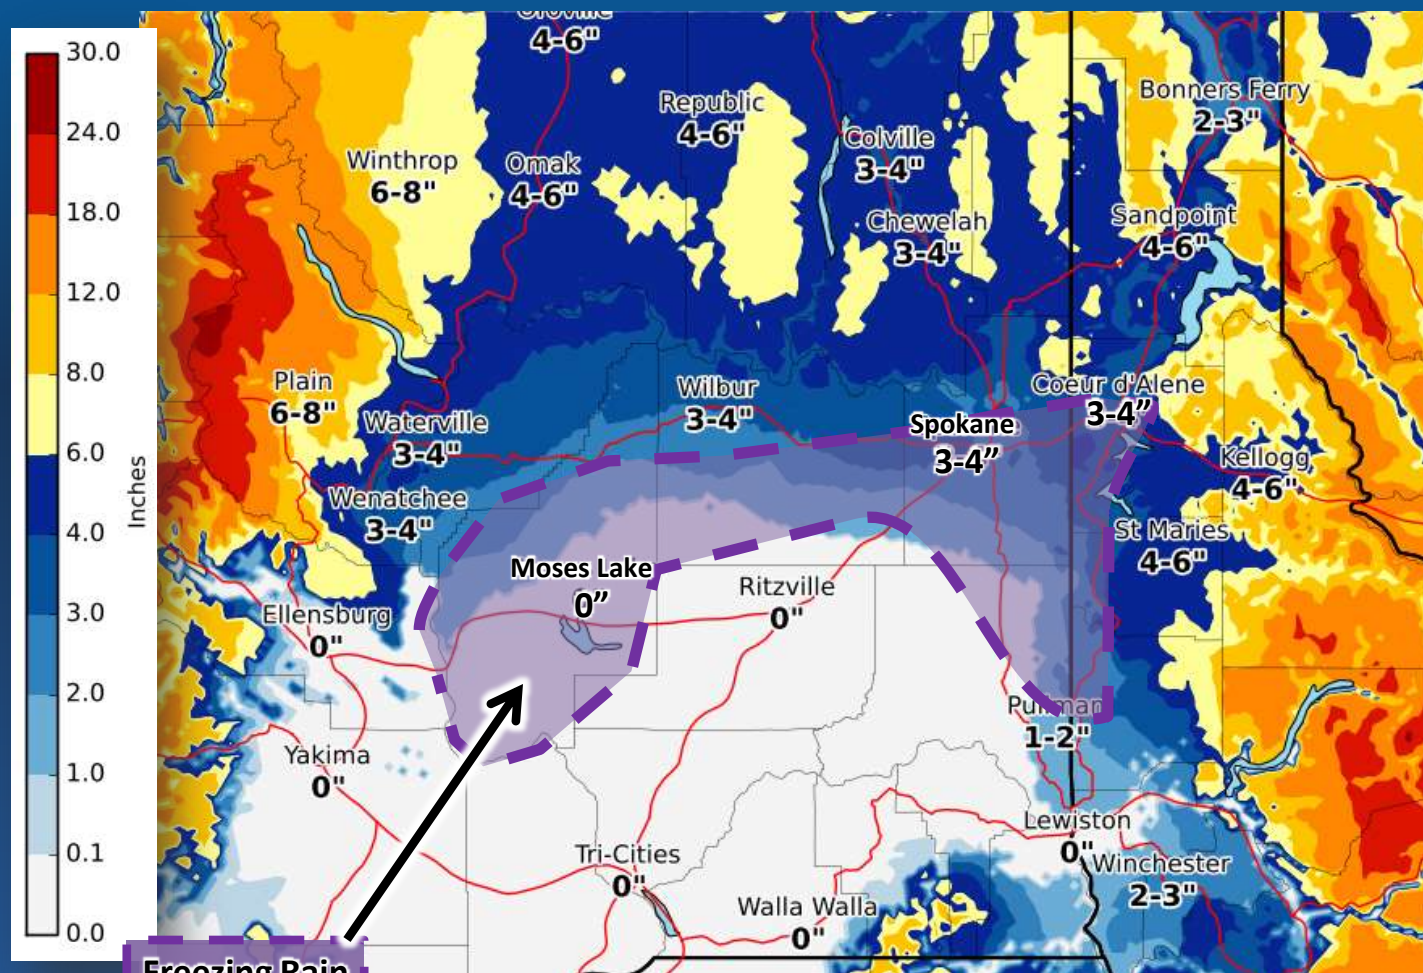 30.0
24.0
18.0
12.0
8.0
6.0
4.0
3.0
2.0
1.0
0.1
0.0
Inches
Oroville
4-6"
Republic
4-6"
Bonners Ferry
2-3"
Colville
3-4"
Winthrop
6-8"
Omak
4-6"
Chewelah
3-4"
Sandpoint
4-6"
Plain
6-8"
Wilbur
3-4"
Coeur d'Alene
3-4”
Waterville
3-4"
Spokane
3-4”
Kellogg
4-6"
Wenatchee
3-4"
St Maries
4-6"
Moses Lake
0”
Ritzville
0"
Ellensburg
0"
Pullman
1-2"
Yakima
0"
Lewiston
0"
Tri-Cities
0"
Winchester
2-3"
Walla Walla
0"
Freezing Rain